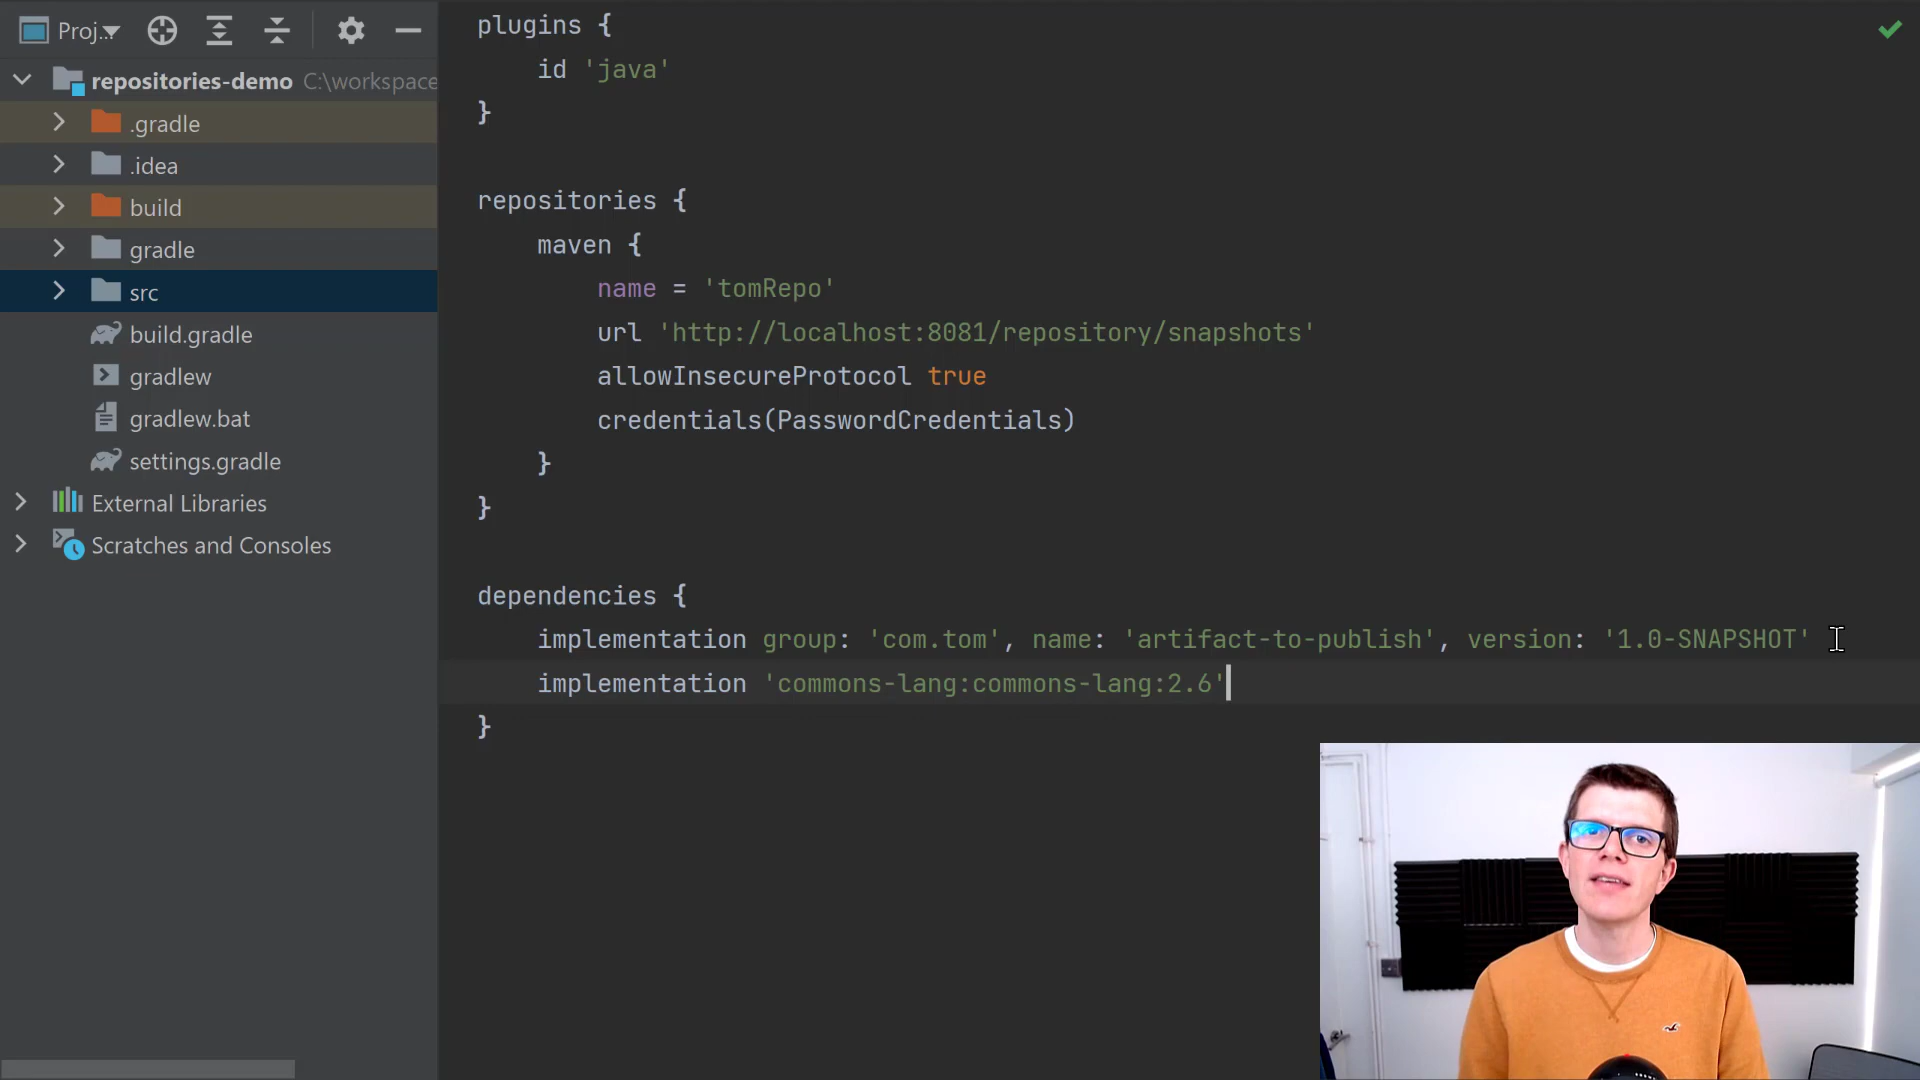 Proj...
repositories-demo C:\workspace
.gradle
.idea
build
gradle
src
build.gradle
gradlew
gradlew.bat
settings.gradle
External Libraries
Scratches and Consoles
plugins {
id 'java'
}
repositories {
maven {
name = 'tomRepo'
url 'http://localhost:8081/repository/snapshots'
allowInsecureProtocol true
credentials(PasswordCredentials)
}
}
dependencies {
implementation group: 'com.tom', name: 'artifact-to-publish', version: '1.0-SNAPSHOT'
implementation 'commons-lang:commons-lang:2.6'
}